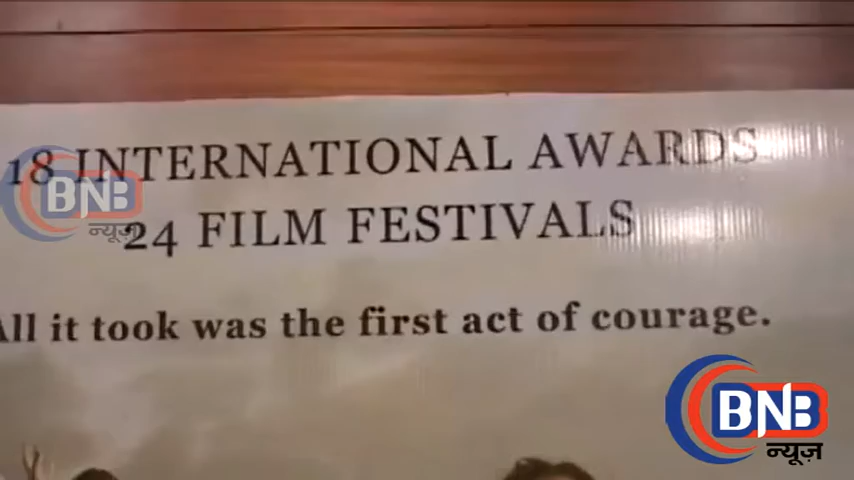 18 INTERNATIONAL AWARDS
24 FILM FESTIVALS
All it took was the first act of courage.
BNB
न्यूज़
BNB
न्यूज़